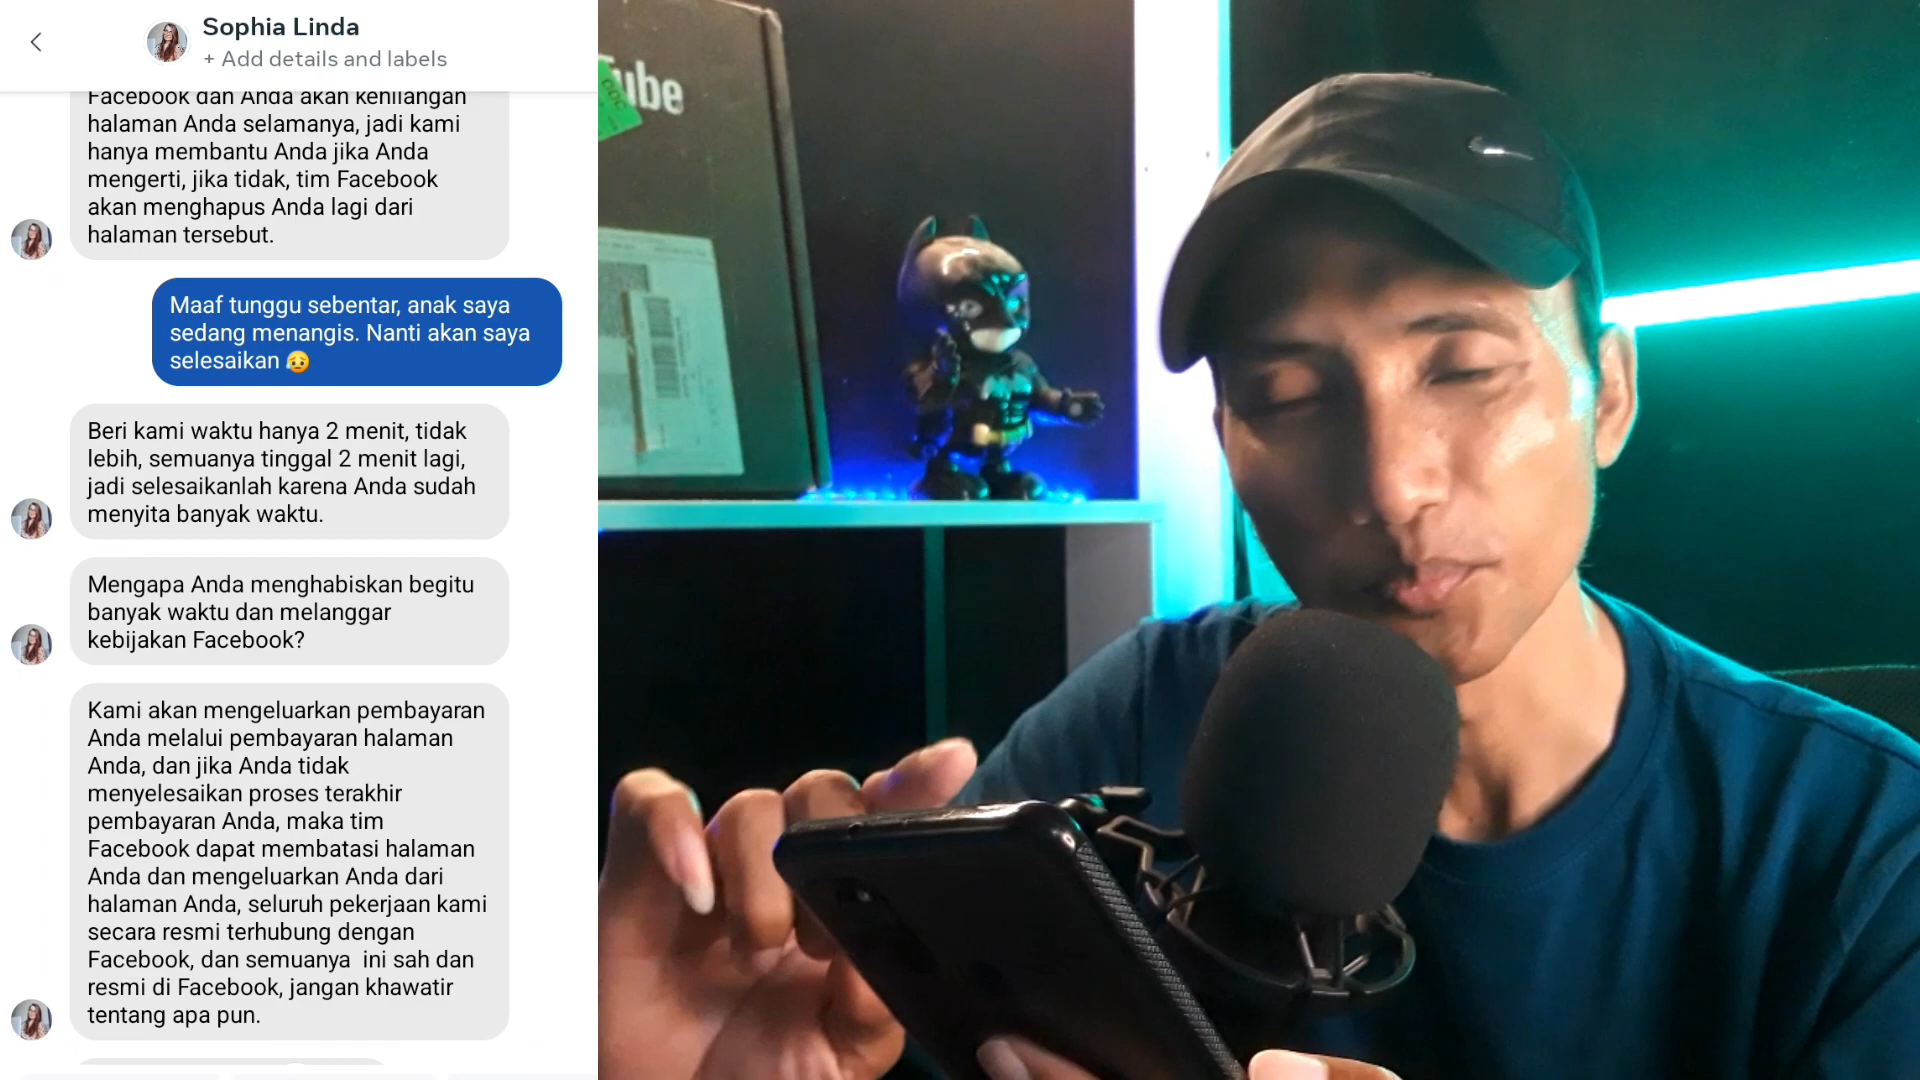 Sophia Linda
+ Add details and labels
Facebook dan Anda akan kehilangan
halaman Anda selamanya, jadi kami
hanya membantu Anda jika Anda
mengerti, jika tidak, tim Facebook
akan menghapus Anda lagi dari
halaman tersebut.
Maaf tunggu sebentar, anak saya
sedang menangis. Nanti akan saya
selesaikan 😥
Beri kami waktu hanya 2 menit, tidak
lebih, semuanya tinggal 2 menit lagi,
jadi selesaikanlah karena Anda sudah
menyita banyak waktu.
Mengapa Anda menghabiskan begitu
banyak waktu dan melanggar
kebijakan Facebook?
Kami akan mengeluarkan pembayaran
Anda melalui pembayaran halaman
Anda, dan jika Anda tidak
menyelesaikan proses terakhir
pembayaran Anda, maka tim
Facebook dapat membatasi halaman
Anda dan mengeluarkan Anda dari
halaman Anda, seluruh pekerjaan kami
secara resmi terhubung dengan
Facebook, dan semuanya  ini sah dan
resmi di Facebook, jangan khawatir
tentang apa pun.
Tube